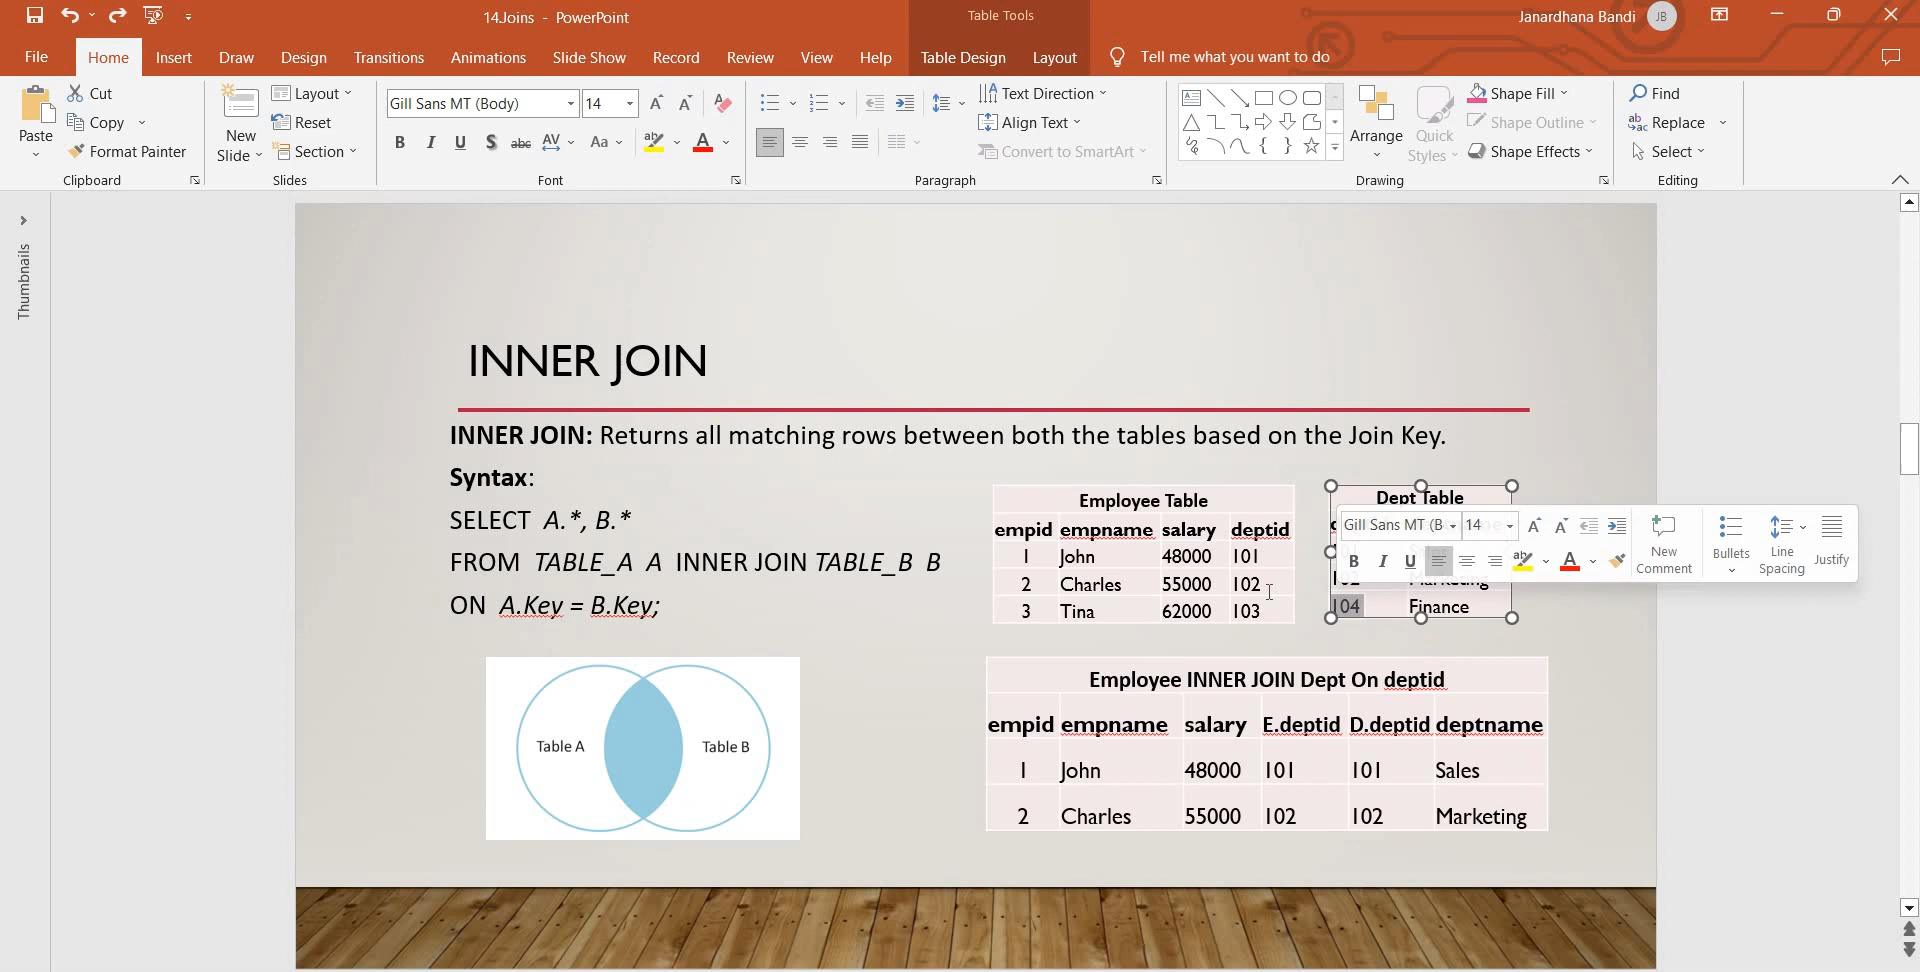 14.Joins - PowerPoint
Table Tools
Janardhana Bandi JB
File Home Insert Draw Design Transitions Animations Slide Show Record Review View Help Table Design Layout Tell me what you want to do
Paste Cut
Copy
Format Painter
Clipboard
New Slide
Layout
Reset
Section
Slides
Gill Sans MT (Body) 14
B I U S abc AV Aa A
Font
Text Direction
Align Text
Convert to SmartArt
Paragraph
Arrange
Quick Styles
Shape Fill
Shape Outline
Shape Effects
Drawing
Find
Replace
Select
Editing
Thumbnails
INNER JOIN
INNER JOIN: Returns all matching rows between both the tables based on the Join Key.
Syntax:
SELECT A.*, B.*
FROM TABLE_A A INNER JOIN TABLE_B B
ON A.Key = B.Key;
Employee Table
empid empname salary deptid
1 John 48000 101
2 Charles 55000 102
3 Tina 62000 103
Dept Table
104 Finance
Gill Sans MT (B 14
B I U A
New Comment
Bullets
Line Spacing
Justify
Table A Table B
Employee INNER JOIN Dept On deptid
empid empname salary E.deptid D.deptid deptname
1 John 48000 101 101 Sales
2 Charles 55000 102 102 Marketing